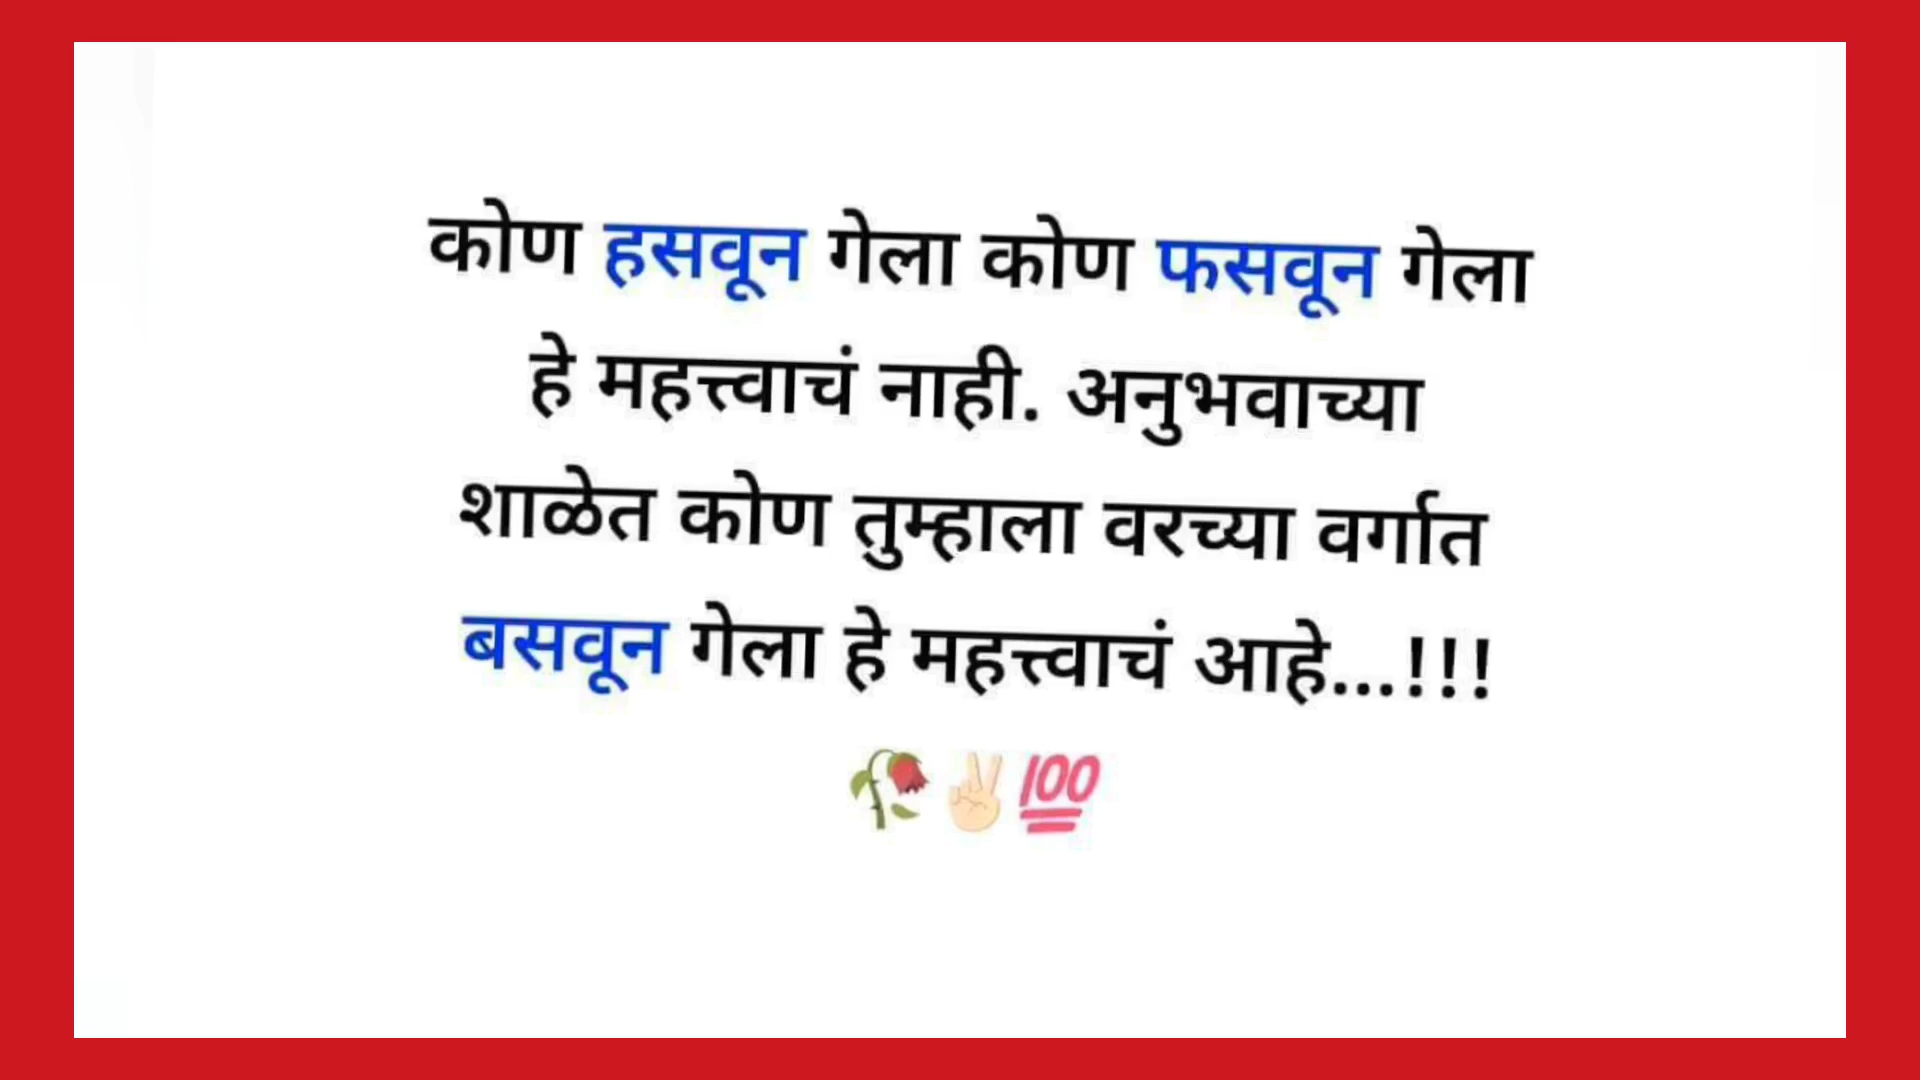 कोण हसवून गेला कोण फसवून गेला
हे महत्त्वाचं नाही. अनुभवाच्या
शाळेत कोण तुम्हाला वरच्या वर्गात
बसवून गेला हे महत्त्वाचं आहे...!!!
🥀✌🏻💯